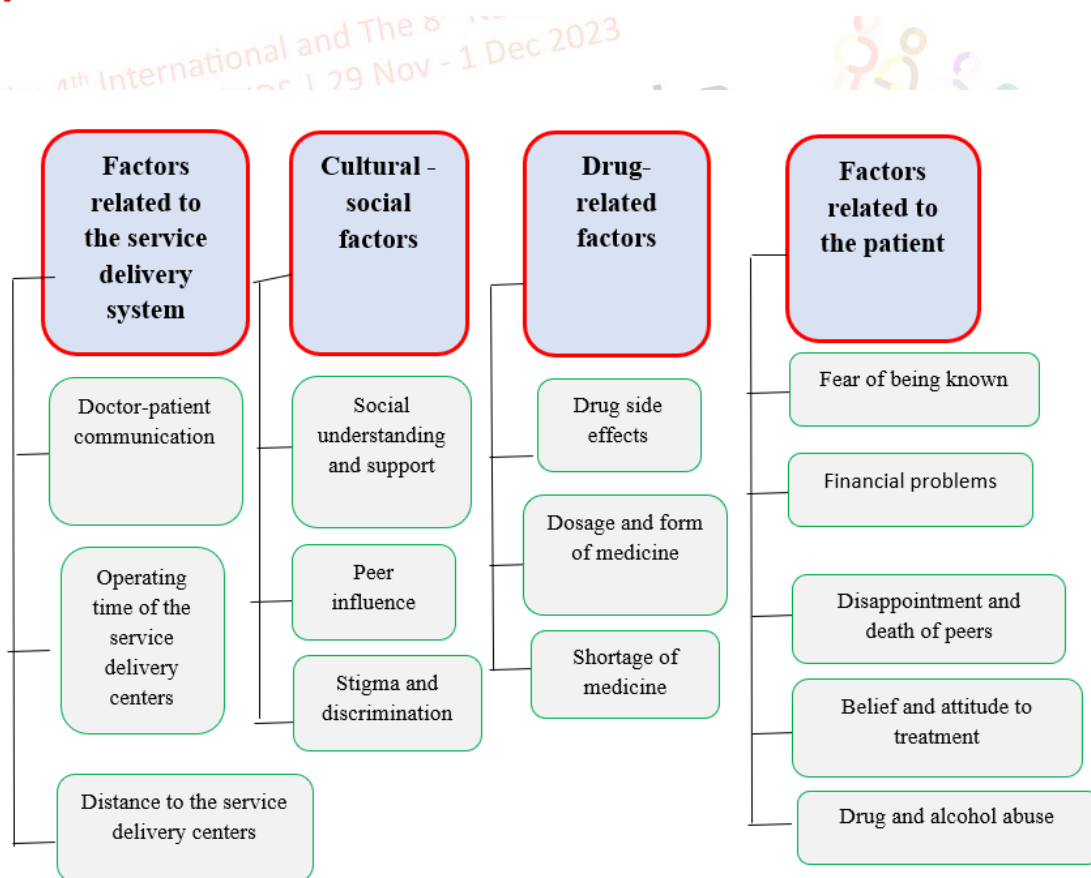 4th International and The 8th
29 Nov - 1 Dec 2023
Factors
related to
the service
delivery
system
Doctor-patient
communication
Operating
time of the
service
delivery
centers
Distance to the service
delivery centers
Cultural -
social
factors
Social
understanding
and support
Peer
influence
Stigma and
discrimination
Drug-
related
factors
Drug side
effects
Dosage and form
of medicine
Shortage of
medicine
Factors
related to
the patient
Fear of being known
Financial problems
Disappointment and
death of peers
Belief and attitude to
treatment
Drug and alcohol abuse